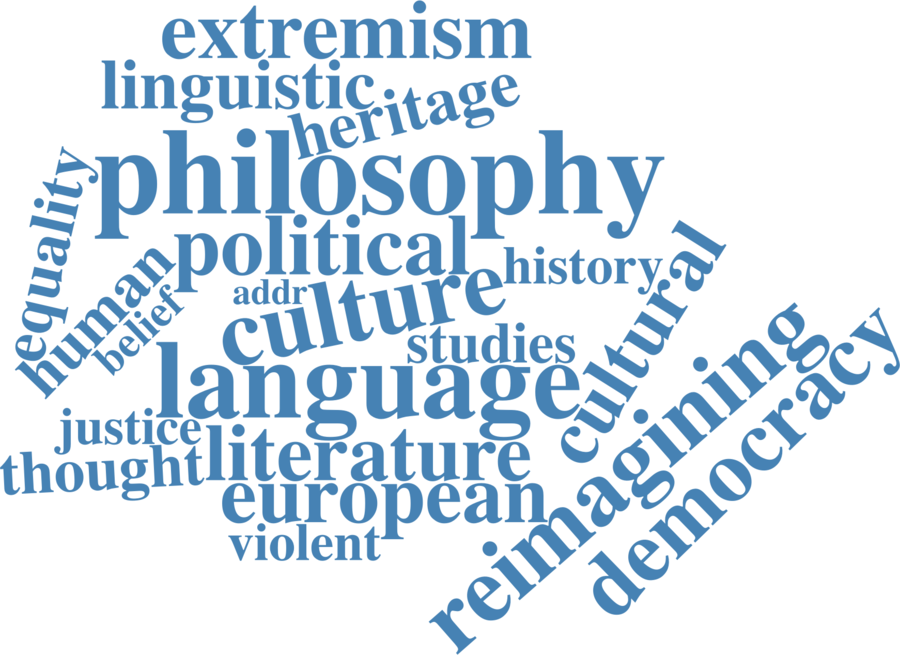 extremism
linguistic
heritage
philosophy
equality
political
history
cultural
human
addr
culture
belief
studies
language
reimagining
democracy
justice
literature
thought
european
violent